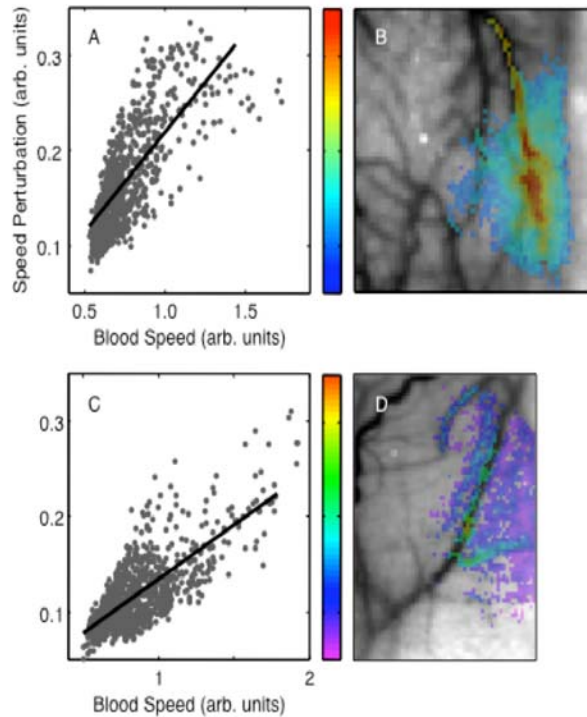 Speed Perturbation (arb. units)
A
B
0.3
0.2
0.1
0.5
1.0
1.5
Blood Speed (arb. units)
C
D
0.3
0.2
0.1
1
2
Blood Speed (arb. units)